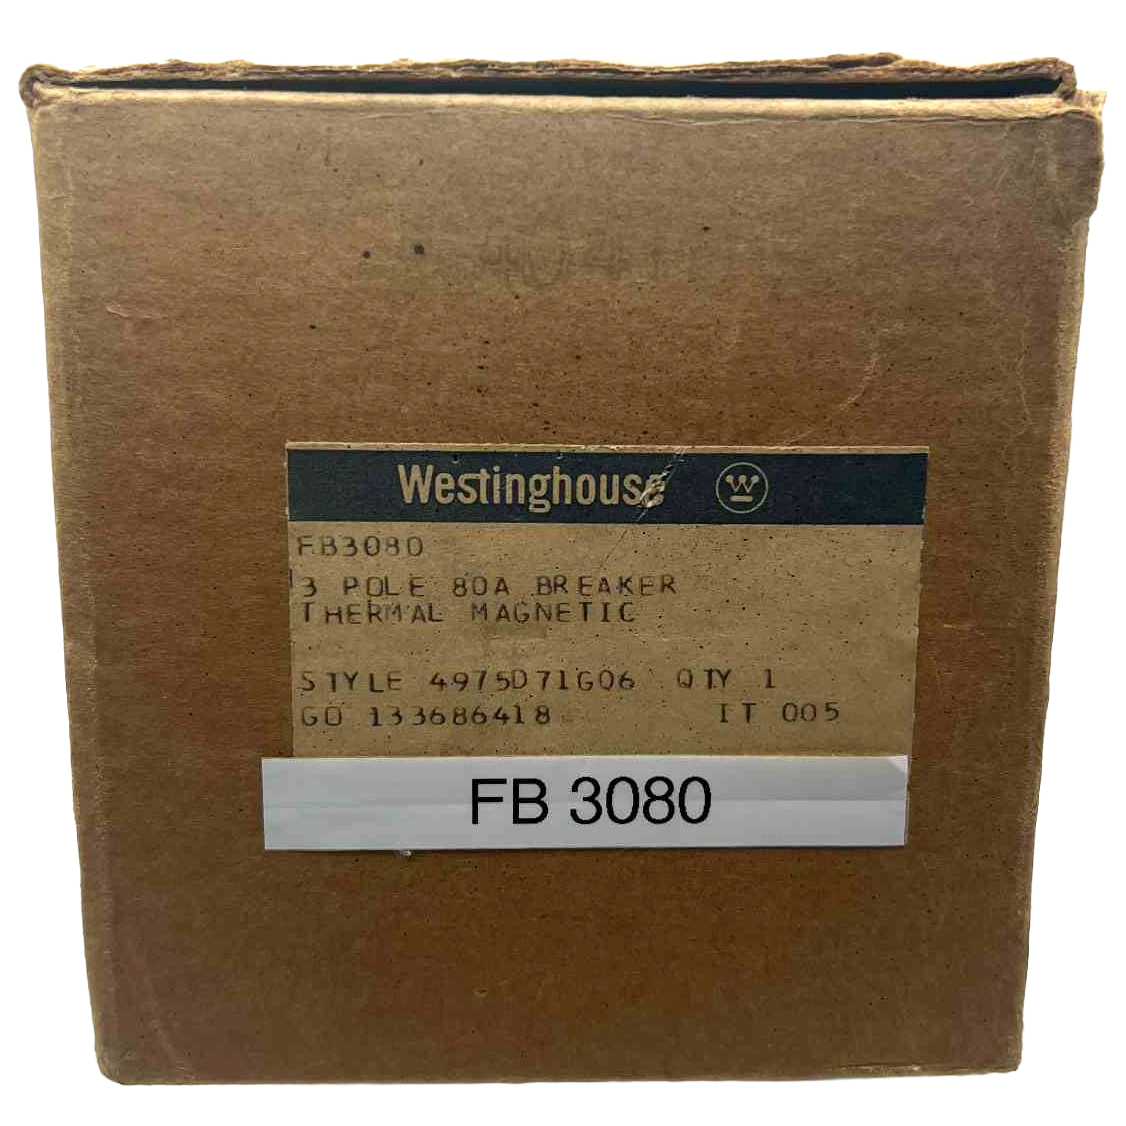 Westinghouse W
FB3080
3 POLE 80A BREAKER
THERMAL MAGNETIC
STYLE 4975D71G06 QTY 1
GO 133686418 IT 005
FB 3080